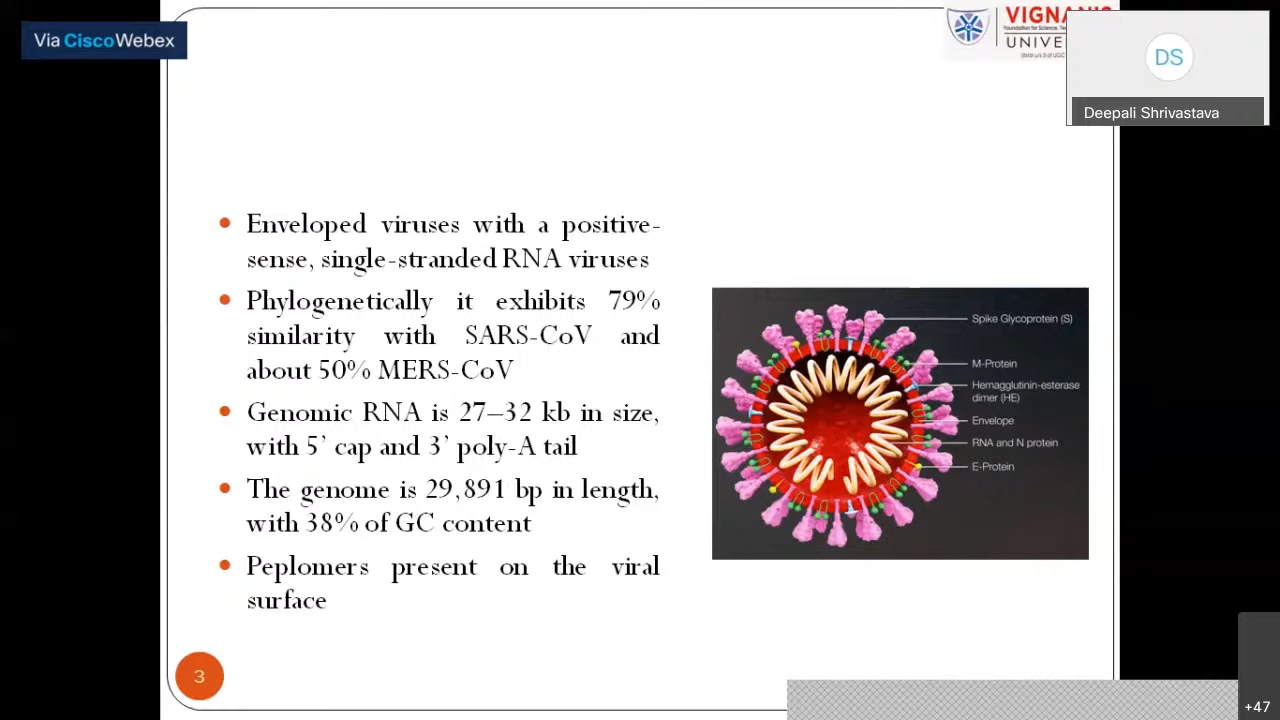 Via CiscoWebex
VIGNAN'S
UNIVE
DS
Deepali Shrivastava
• Enveloped viruses with a positive-
sense, single-stranded RNA viruses
• Phylogenetically it exhibits 79%
similarity with SARS-CoV and
about 50% MERS-CoV
• Genomic RNA is 27–32 kb in size,
with 5’ cap and 3’ poly-A tail
• The genome is 29,891 bp in length,
with 38% of GC content
• Peplomers present on the viral
surface
Spike Glycoprotein (S)
M-Protein
Hemagglutinin-esterase
dimer (HE)
Envelope
RNA and N protein
E-Protein
3
+47